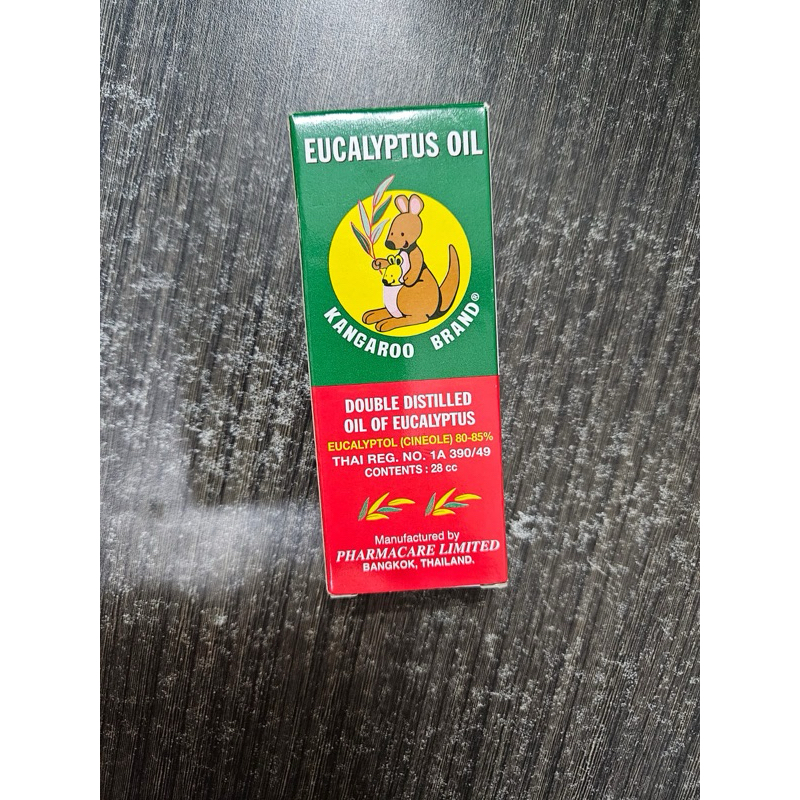 EUCALYPTUS OIL
KANGAROO BRAND®
DOUBLE DISTILLED
OIL OF EUCALYPTUS
EUCALYPTOL (CINEOLE) 80-85%
THAI REG. NO. 1A 390/49
CONTENTS : 28 cc
Manufactured by
PHARMACARE LIMITED
BANGKOK, THAILAND.